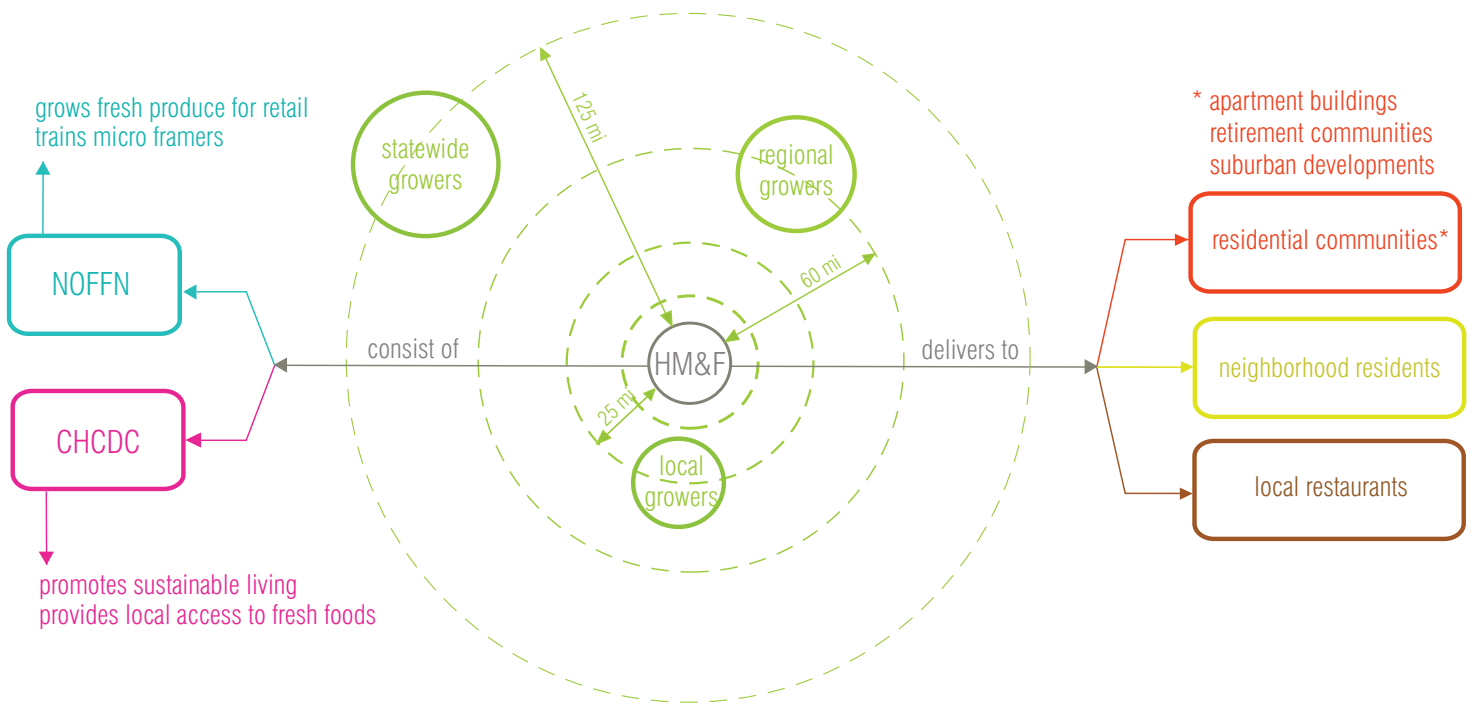 grows fresh produce for retail
trains micro framers
NOFFN
CHCDC
promotes sustainable living
provides local access to fresh foods
consist of
statewide
growers
125 mi
regional
growers
60 mi
HM&F
25 mi
local
growers
delivers to
* apartment buildings
retirement communities
suburban developments
residential communities*
neighborhood residents
local restaurants